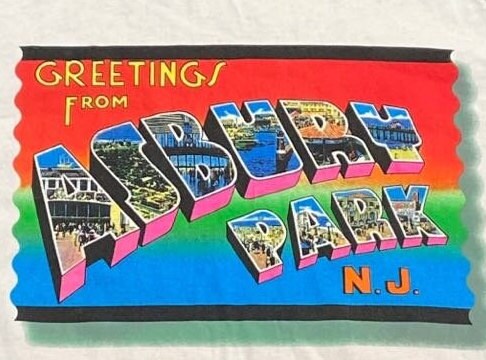 GREETINGS
FROM
ASBURY
PARK
N.J.